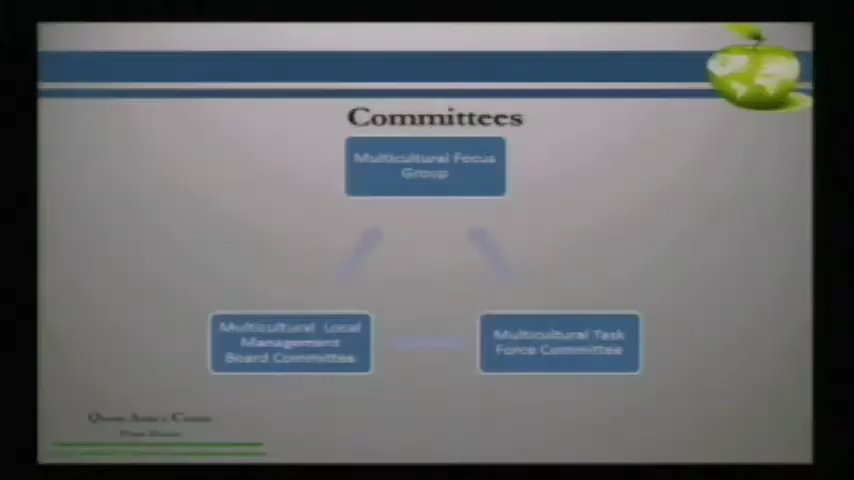 Committees
Multicultural Focus
Group
Multicultural Local
Management
Board Committee
Multicultural Task
Force Committee